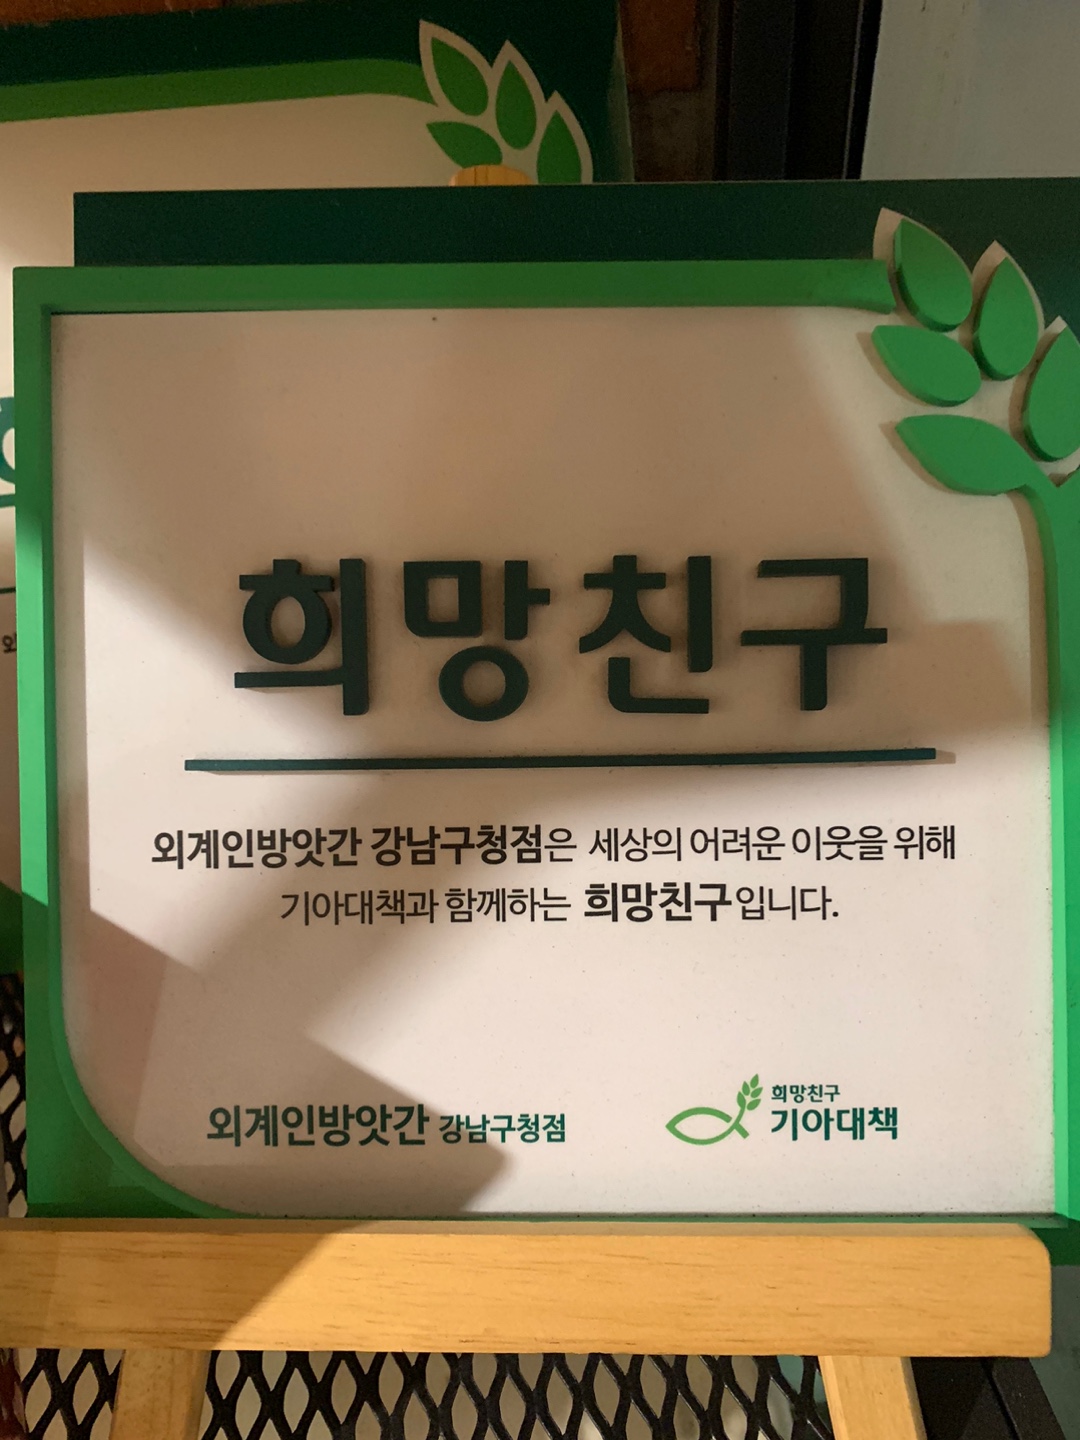 희망친구
외계인방앗간 강남구청점은 세상의 어려운 이웃을 위해
기아대책과 함께하는 희망친구입니다.
외계인방앗간 강남구청점
희망친구
기아대책